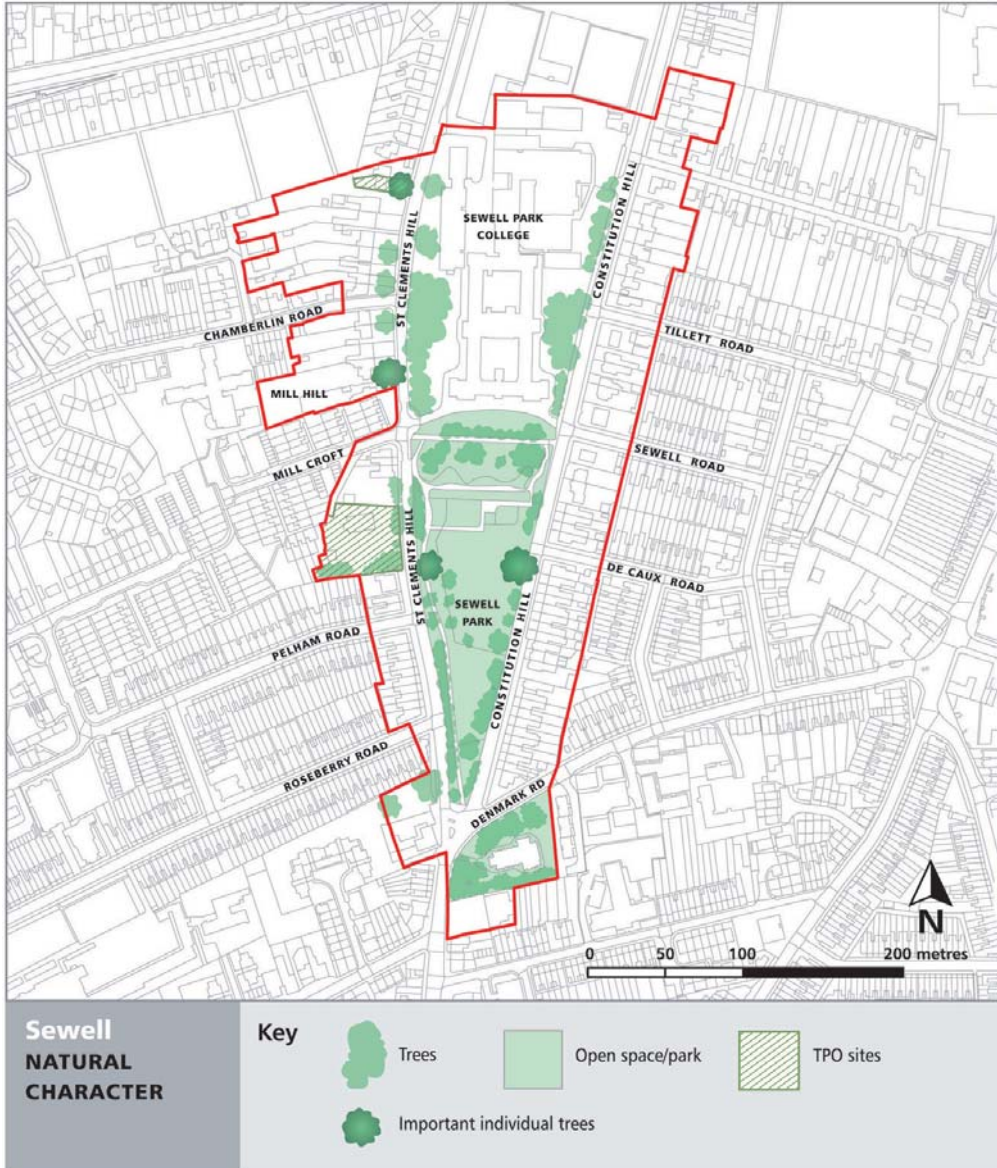 SEWELL PARK
COLLEGE
CONSTITUTION HILL
ST CLEMENTS HILL
CHAMBERLIN ROAD
TILLETT ROAD
MILL HILL
MILL CROFT
SEWELL ROAD
ST CLEMENTS HILL
DE CAUX ROAD
SEWELL
PARK
PELHAM ROAD
CONSTITUTION HILL
ROSEBERRY ROAD
DENMARK RD
N
0 50 100 200 metres
Sewell
NATURAL
CHARACTER
Key
Trees
Open space/park
TPO sites
Important individual trees